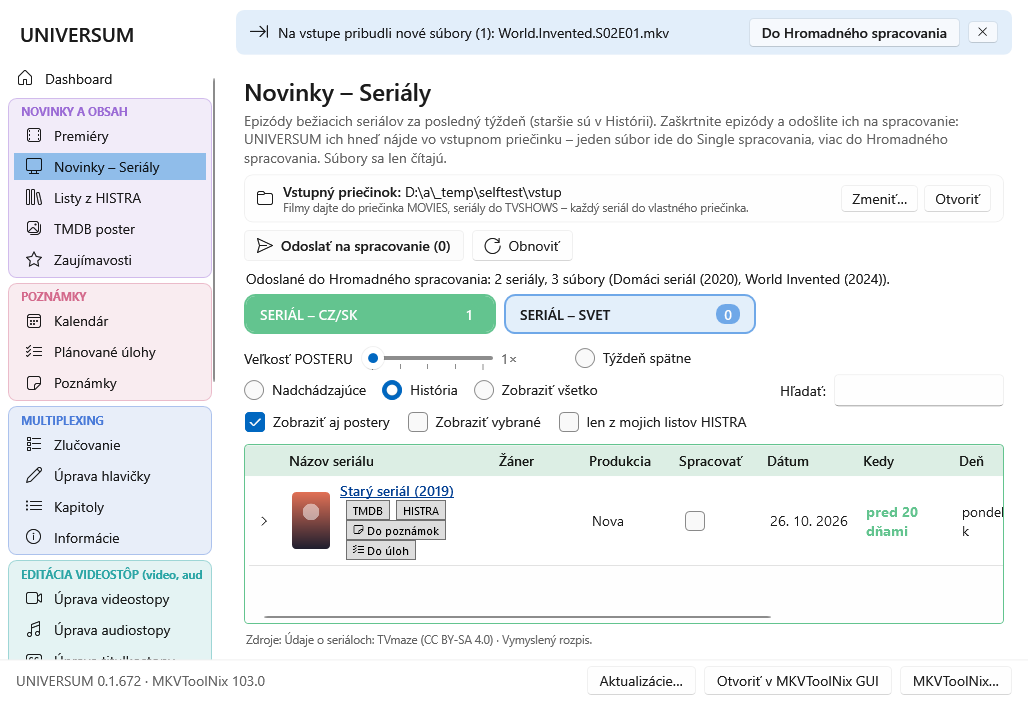 UNIVERSUM
Na vstupe pribudli nové súbory (1): World.Invented.S02E01.mkv
Do Hromadného spracovania
Dashboard
NOVINKY A OBSAH
Premiéry
Novinky – Seriály
Listy z HISTRA
TMDB poster
Zaujímavosti
POZNÁMKY
Kalendár
Plánované úlohy
Poznámky
MULTIPLEXING
Zlučovanie
Úprava hlavičky
Kapitoly
Informácie
EDITÁCIA VIDEOSTÔP (video, aud
Úprava videostopy
Úprava audiostopy
Novinky – Seriály
Epizódy bežiacich seriálov za posledný týždeň (staršie sú v Histórii). Zaškrtnite epizódy a odošlite ich na spracovanie:
UNIVERSUM ich hneď nájde vo vstupnom priečinku – jeden súbor ide do Single spracovania, viac do Hromadného
spracovania. Súbory sa len čítajú.
Vstupný priečinok: D:\a\_temp\selftest\vstup
Filmy dajte do priečinka MOVIES, seriály do TVSHOWS – každý seriál do vlastného priečinka.
Zmeniť...
Otvoriť
Odoslať na spracovanie (0)
Obnoviť
Odoslané do Hromadného spracovania: 2 seriály, 3 súbory (Domáci seriál (2020), World Invented (2024)).
SERIÁL – CZ/SK 1
SERIÁL – SVET 0
Veľkosť POSTERU 1×
Týždeň spätne
Nadchádzajúce
História
Zobraziť všetko
Hľadať:
Zobraziť aj postery
Zobraziť vybrané
len z mojich listov HISTRA
Názov seriálu Žáner Produkcia Spracovať Dátum Kedy Deň
Starý seriál (2019)
TMDB HISTRA
Do poznámok
Do úloh
Nova
26. 10. 2026
pred 20
dňami
pondel
k
Zdroje: Údaje o seriáloch: TVmaze (CC BY-SA 4.0) · Vymyslený rozpis.
UNIVERSUM 0.1.672 · MKVToolNix 103.0
Aktualizácie...
Otvoriť v MKVToolNix GUI
MKVToolNix...